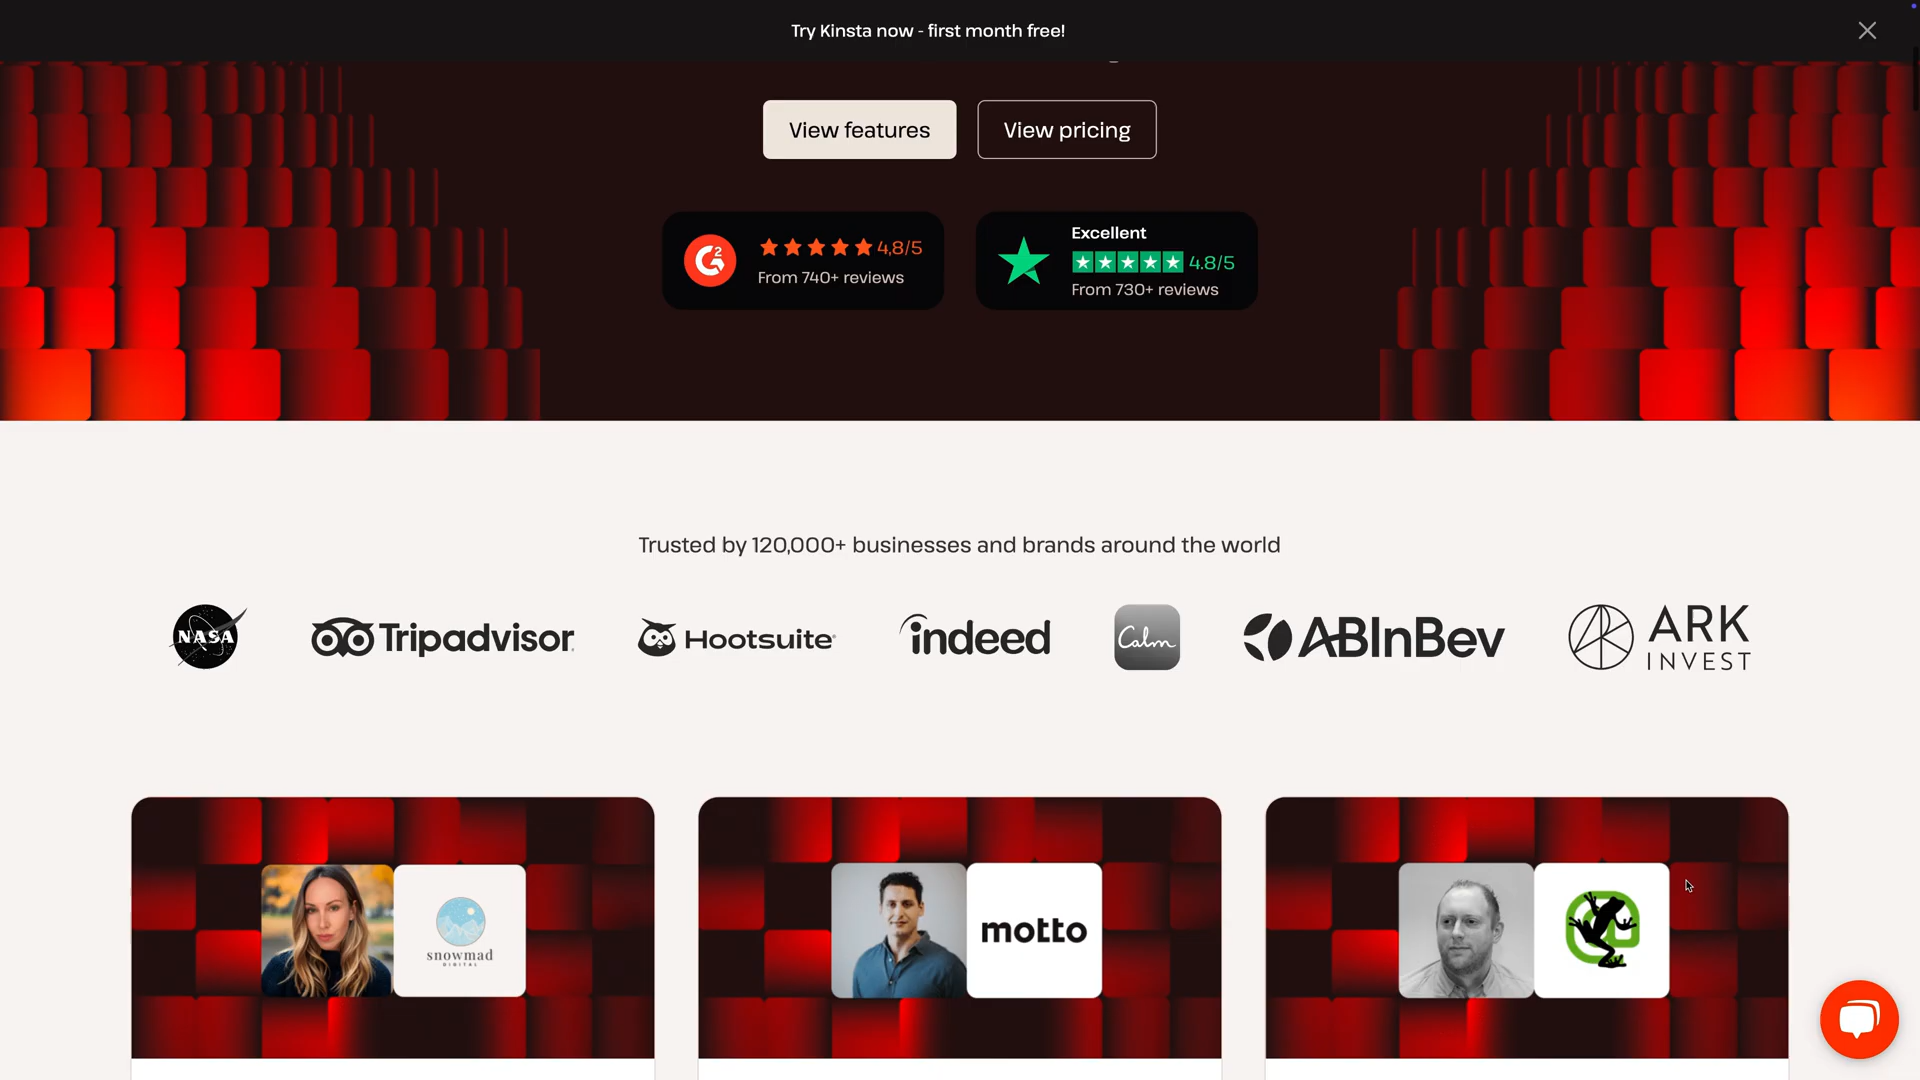 Try Kinsta now - first month free!
View features
View pricing
4,8/5
From 740+ reviews
Excellent
4.8/5
From 730+ reviews
Trusted by 120,000+ businesses and brands around the world
NASA
Tripadvisor
Hootsuite
indeed
Calm
ABInBev
ARK
INVEST
snowmad
DIGITAL
motto